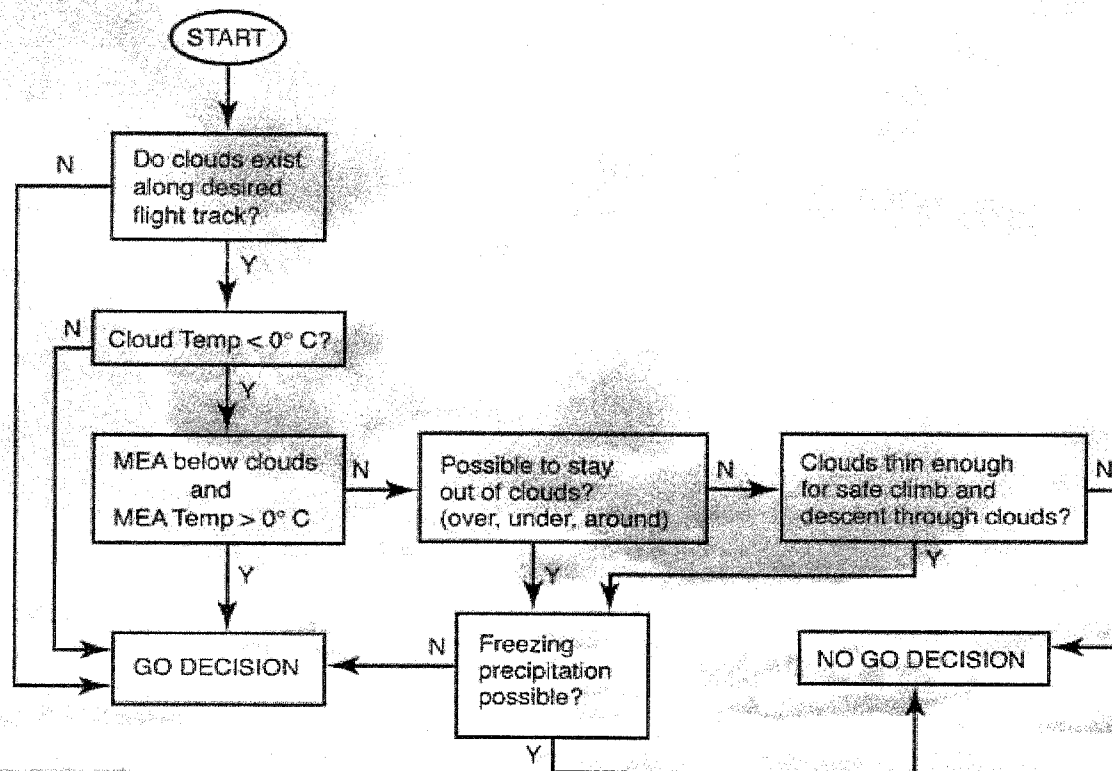 START
N
Do clouds exist
along desired
flight track?
Y
N
Cloud Temp < 0° C?
Y
MEA below clouds
and
MEA Temp > 0° C
N
Possible to stay
out of clouds?
(over, under, around)
N
Clouds thin enough
for safe climb and
descent through clouds?
N
Y
Y
Y
GO DECISION
N
Freezing
precipitation
possible?
NO GO DECISION
Y